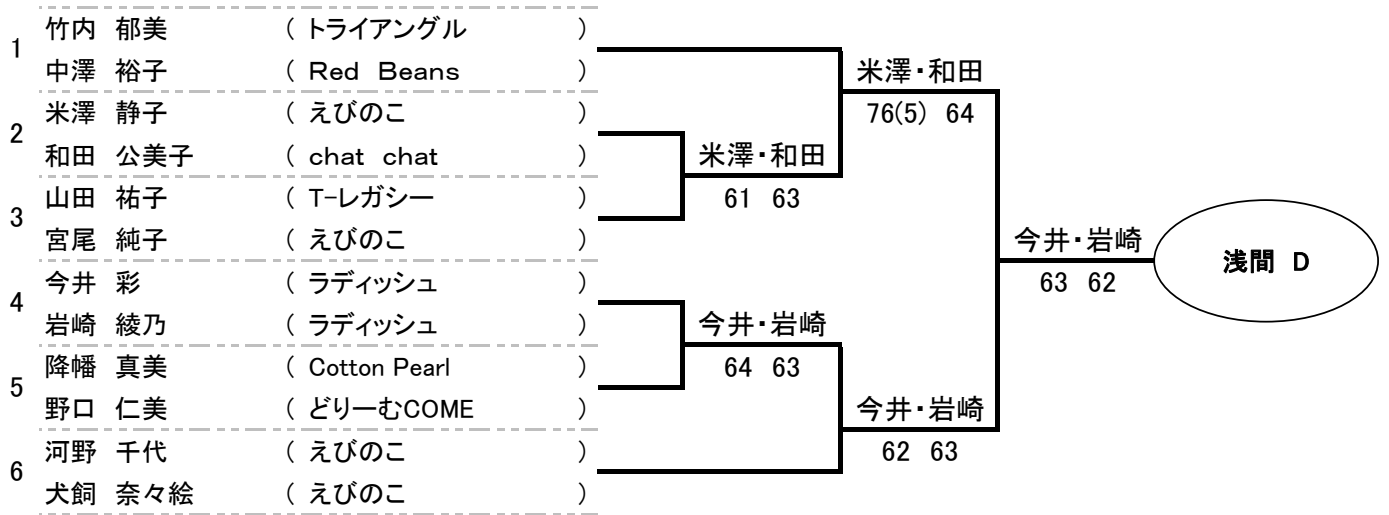 1
竹内 郁美 ( トライアングル )
中澤 裕子 ( Red Beans )
2
米澤 静子 ( えびのこ )
和田 公美子 ( chat chat )
3
山田 祐子 ( T-レガシー )
宮尾 純子 ( えびのこ )
4
今井 彩 ( ラディッシュ )
岩崎 綾乃 ( ラディッシュ )
5
降幡 真美 ( Cotton Pearl )
野口 仁美 ( どりーむCOME )
6
河野 千代 ( えびのこ )
犬飼 奈々絵 ( えびのこ )
米澤・和田
61 63
今井・岩崎
64 63
米澤・和田
76(5) 64
今井・岩崎
62 63
今井・岩崎
63 62
浅間 D